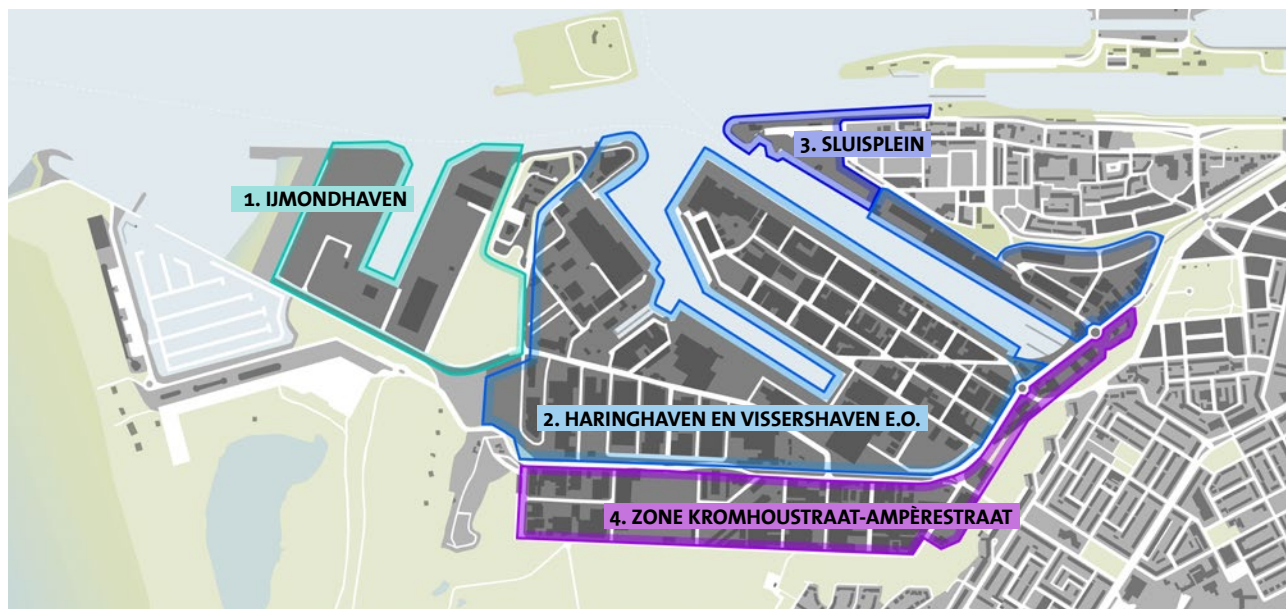 3. SLUISPLEIN
1. IJMONDHAVEN
2. HARINGHAVEN EN VISSERSHAVEN E.O.
4. ZONE KROMHOUSTRAAT-AMPÈRESTRAAT